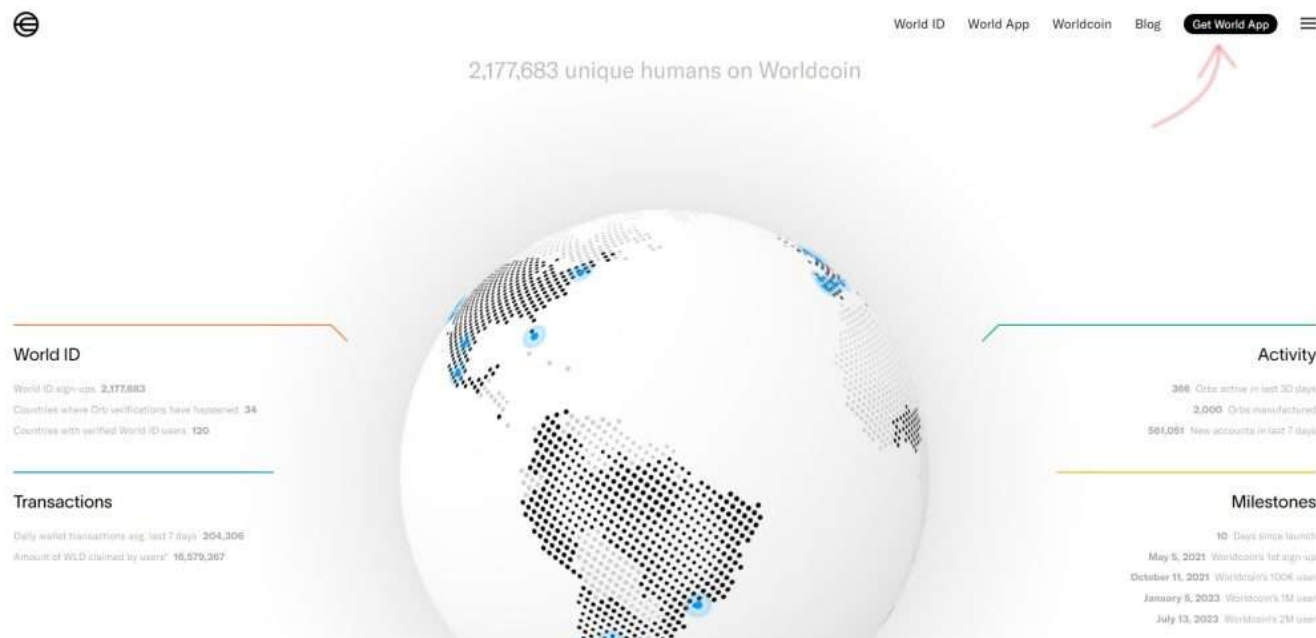 World ID World App Worldcoin Blog Get World App
2,177,683 unique humans on Worldcoin
World ID
World ID sign-ups 2,177,683
Countries where Orb verifications have happened 34
Countries with verified World ID users 120
Transactions
Daily wallet transactions avg. last 7 days 204,306
Amount of WLD claimed by users* 16,579,367
Activity
366 Orbs active in last 30 days
2,000 Orbs manufactured
561,051 New accounts in last 7 days
Milestones
10 Days since launch
May 5, 2021 Worldcoin's 1st sign-up
October 11, 2021 Worldcoin's 100K user
January 5, 2023 Worldcoin's 1M user
July 13, 2023 Worldcoin's 2M user